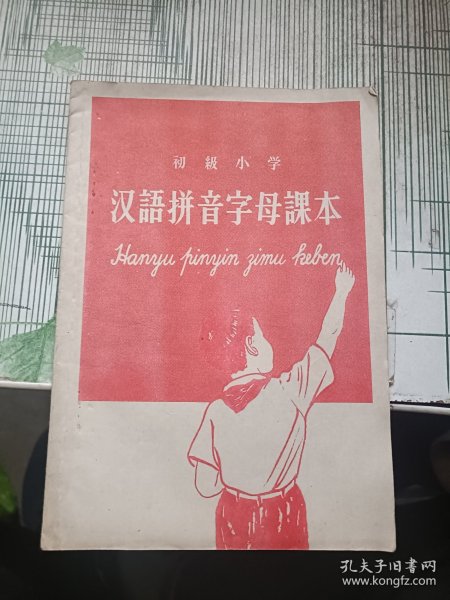 初級小学
汉語拼音字母課本
Hanyu pinyin zimu keben
孔夫子旧书网
www.kongfz.com